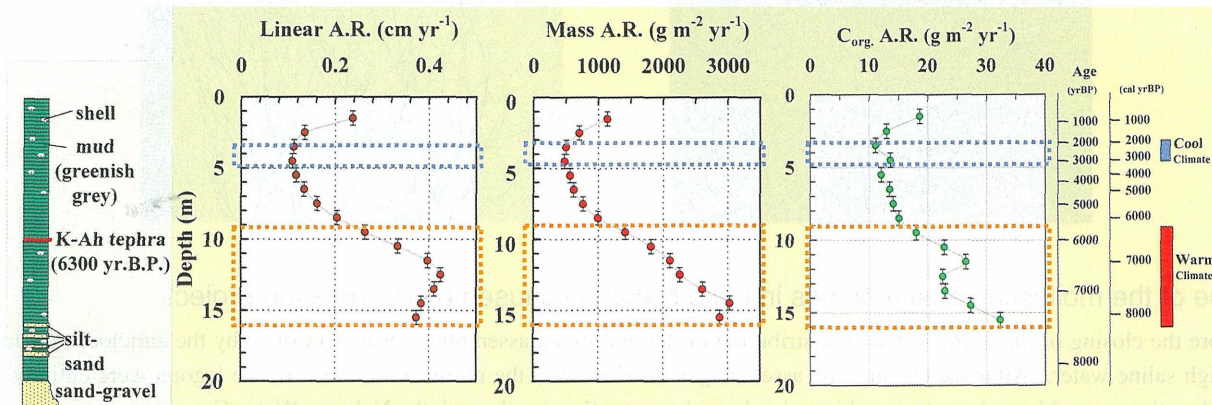 Linear A.R. (cm yr⁻¹)
0 0.2 0.4
Mass A.R. (g m⁻² yr⁻¹)
0 1000 2000 3000
Corg. A.R. (g m⁻² yr⁻¹)
0 10 20 30 40
Depth (m)
0
5
10
15
20
0
5
10
15
20
0
5
10
15
20
shell
mud
(greenish
grey)
K-Ah tephra
(6300 yr.B.P.)
silt-
sand
sand-gravel
Age
(yrBP)
1000
2000
3000
4000
5000
6000
7000
8000
(cal yrBP)
1000
2000
3000
4000
5000
6000
7000
8000
Cool
Climate
Warm
Climate